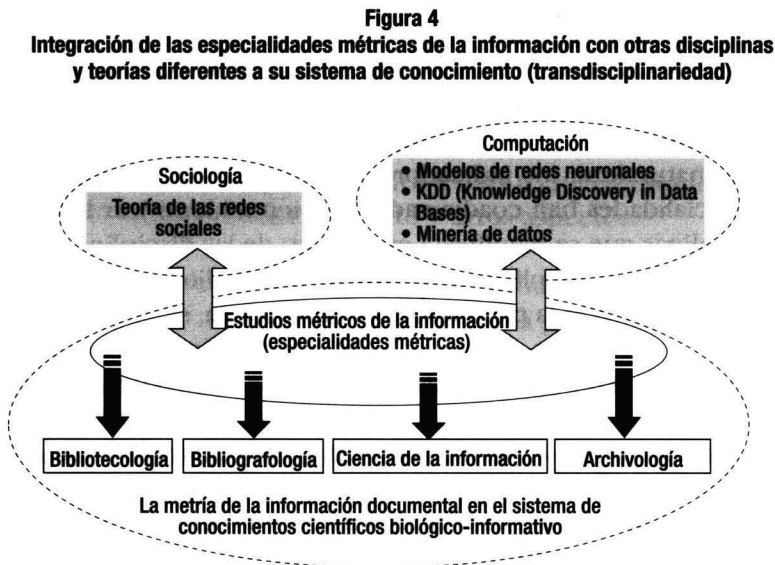 Figura 4
Integración de las especialidades métricas de la información con otras disciplinas
y teorías diferentes a su sistema de conocimiento (transdisciplinariedad)
Sociología
Teoría de las redes
sociales
Computación
• Modelos de redes neuronales
• KDD (Knowledge Discovery in Data
Bases)
• Minería de datos
Estudios métricos de la información
(especialidades métricas)
Bibliotecología
Bibliografología
Ciencia de la información
Archivología
La metría de la información documental en el sistema de
conocimientos científicos biológico-informativo